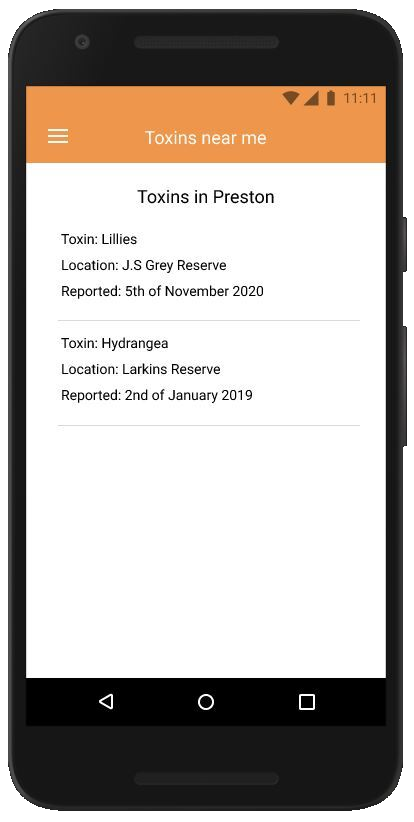 11:11
Toxins near me
Toxins in Preston
Toxin: Lillies
Location: J.S Grey Reserve
Reported: 5th of November 2020
Toxin: Hydrangea
Location: Larkins Reserve
Reported: 2nd of January 2019